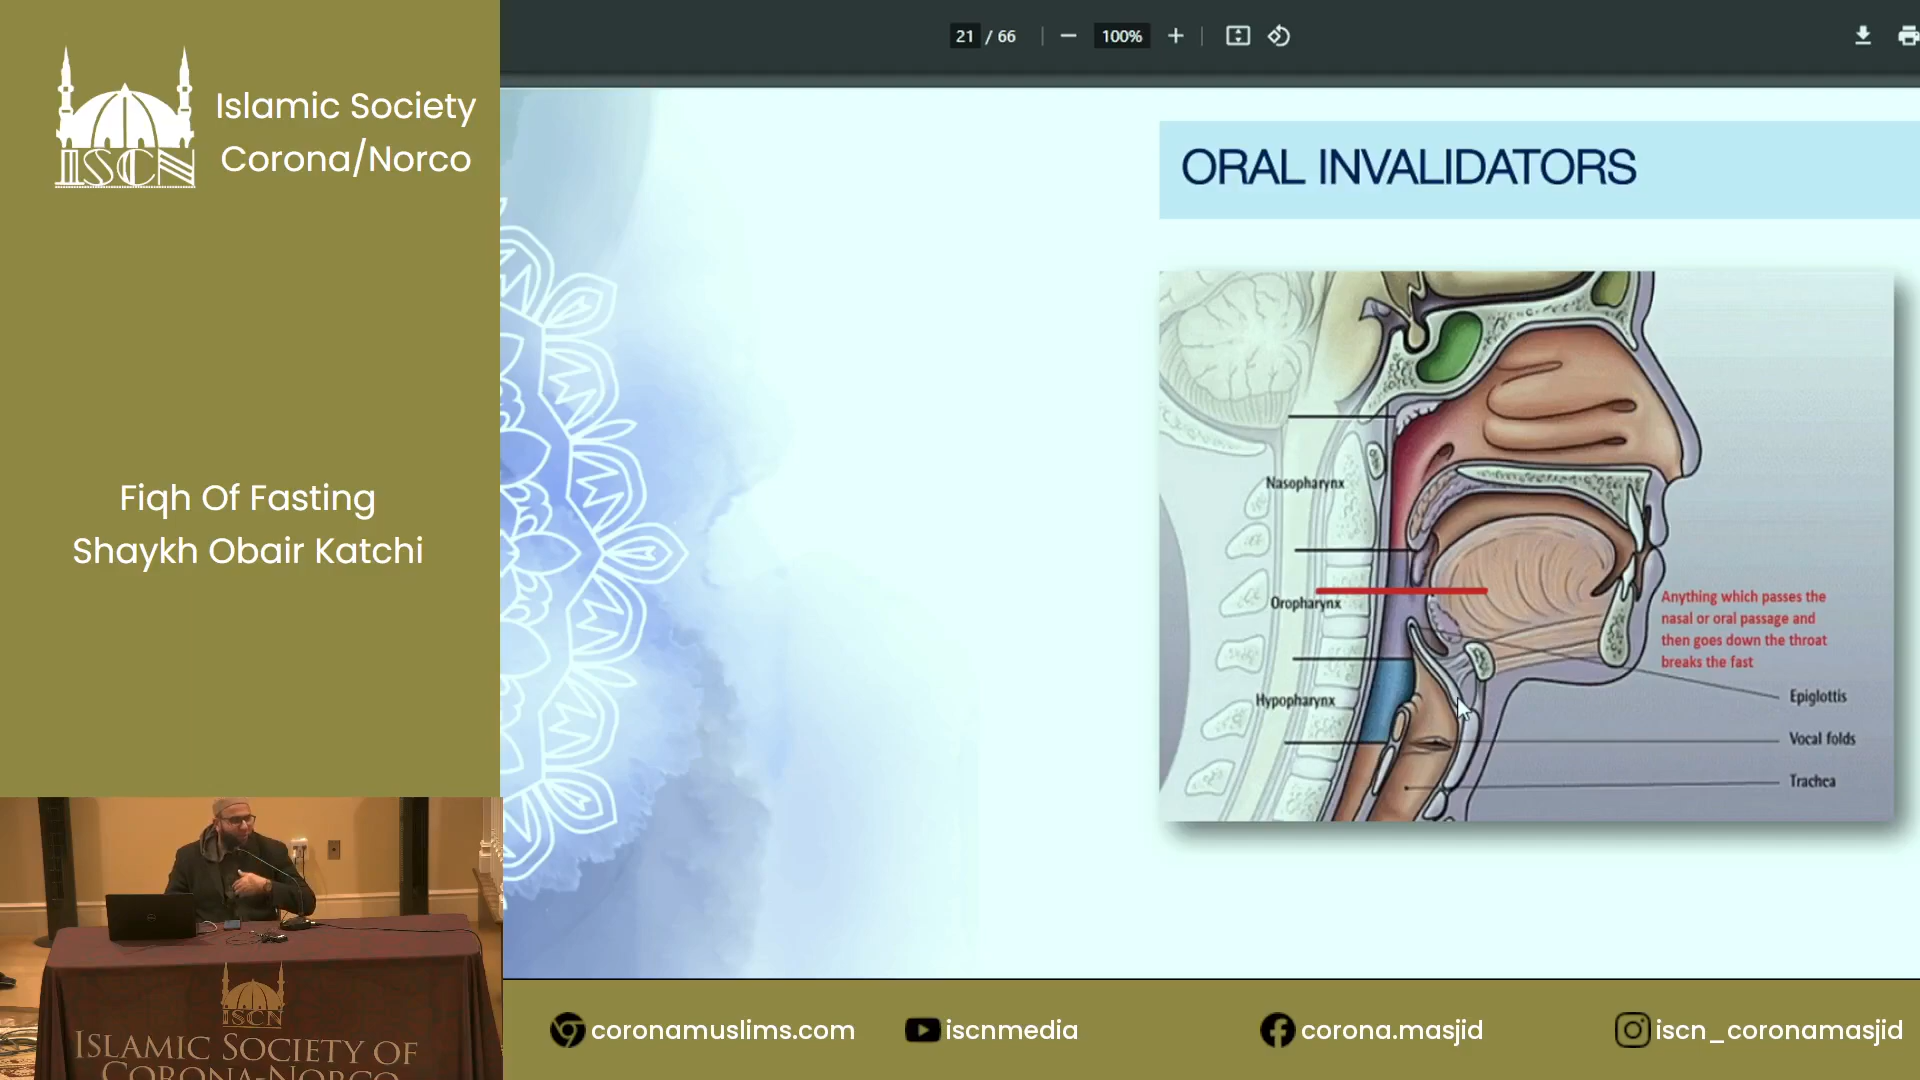 ISCN
Islamic Society
Corona/Norco
Fiqh Of Fasting
Shaykh Obair Katchi
ISCN
ISLAMIC SOCIETY OF
CORONA-NORCO
21 / 66
100%
ORAL INVALIDATORS
Nasopharynx
Oropharynx
Hypopharynx
Anything which passes the
nasal or oral passage and
then goes down the throat
breaks the fast
Epiglottis
Vocal folds
Trachea
coronamuslims.com
iscnmedia
corona.masjid
iscn_coronamasjid